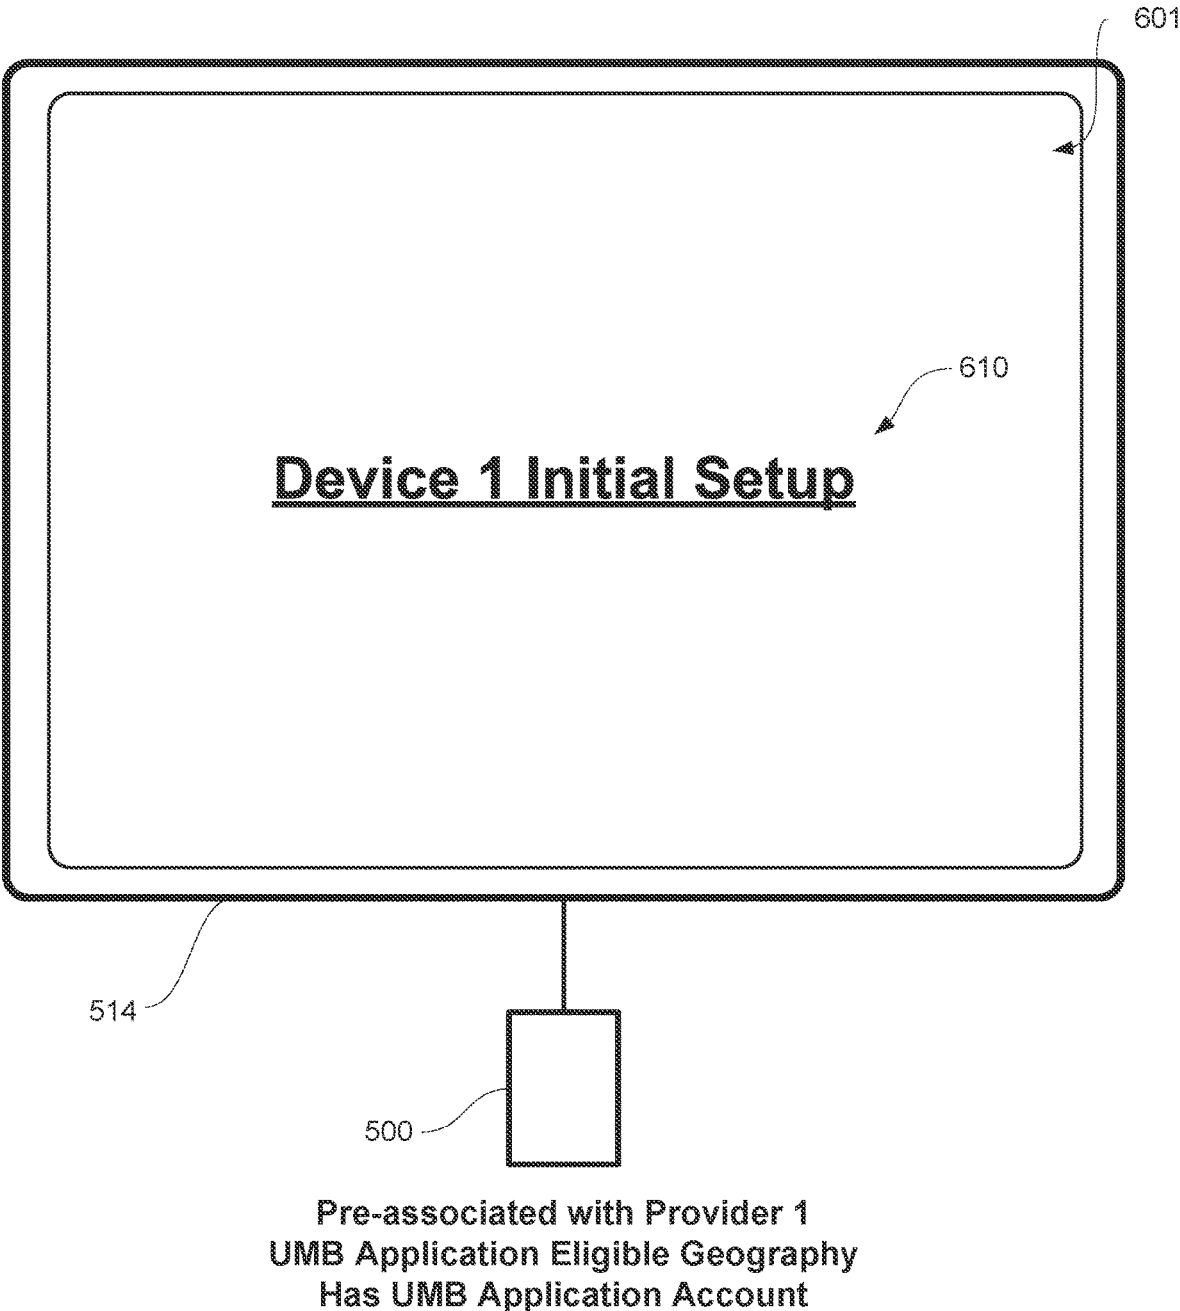 601
610
Device 1 Initial Setup
514
500
Pre-associated with Provider 1
UMB Application Eligible Geography
Has UMB Application Account